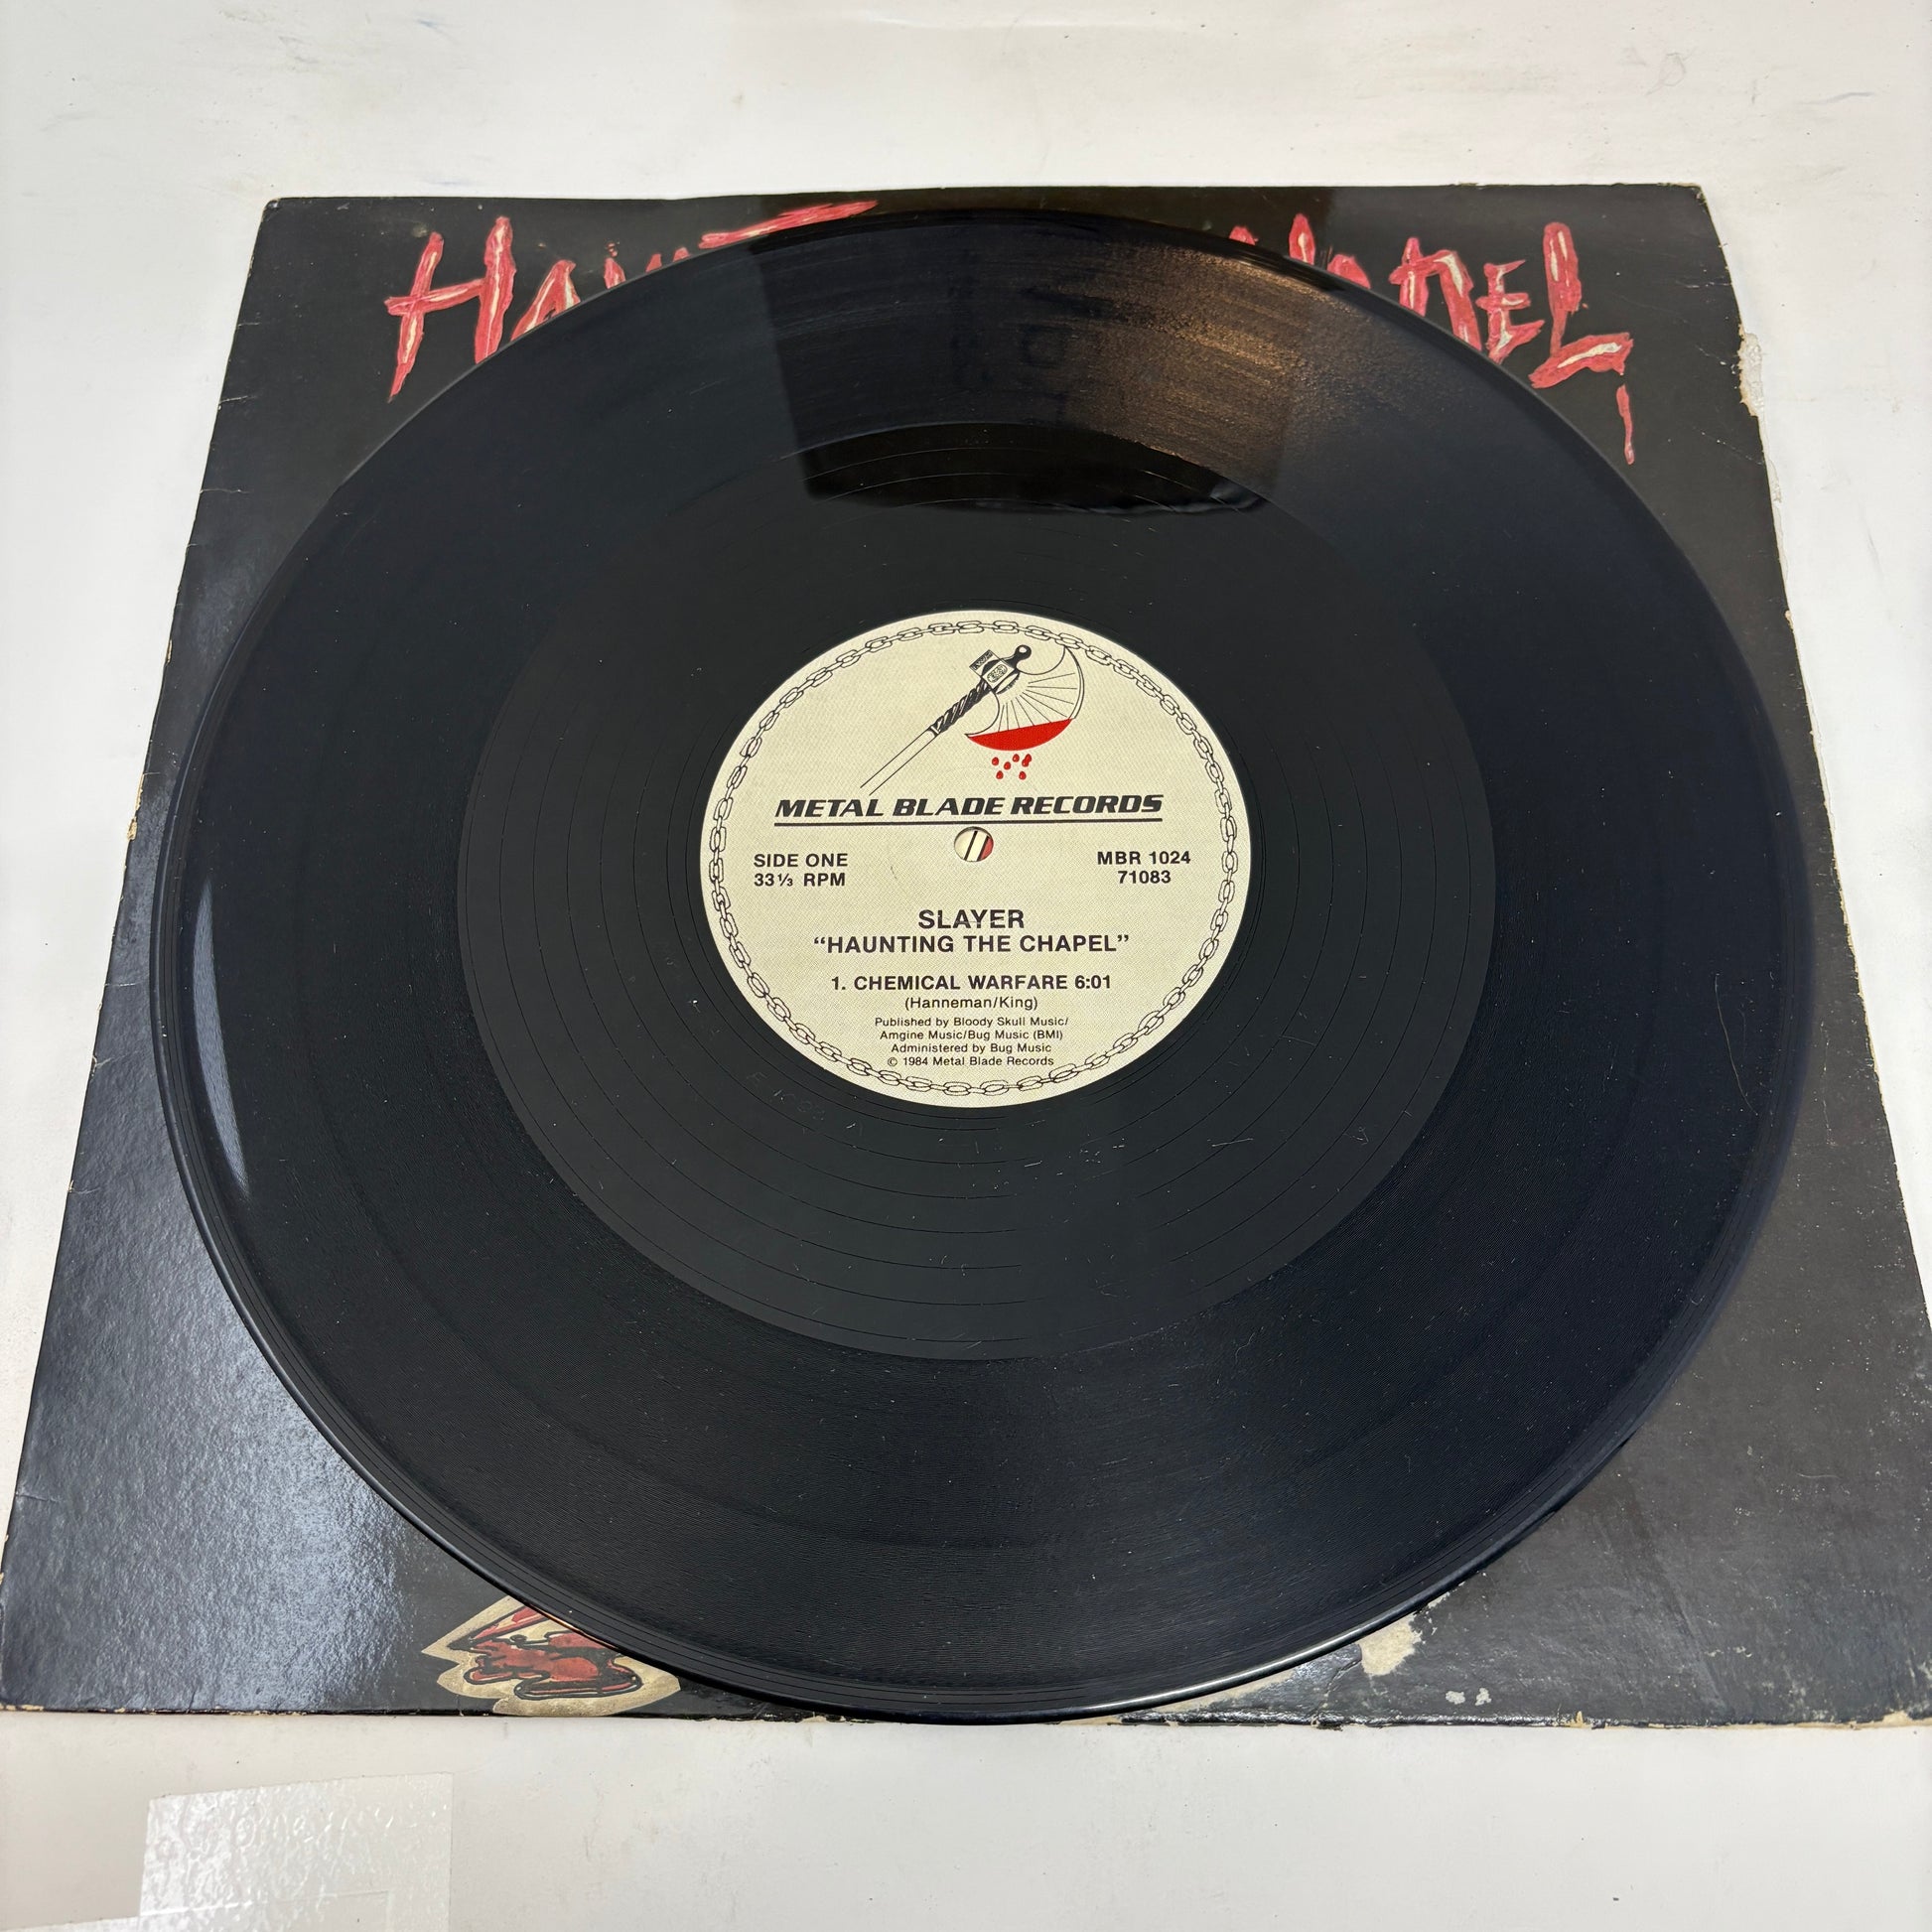 METAL BLADE RECORDS
SIDE ONE
33⅓ RPM
MBR 1024
71083
SLAYER
“HAUNTING THE CHAPEL”
1. CHEMICAL WARFARE 6:01
(Hanneman/King)
Published by Bloody Skull Music/
Amgine Music/Bug Music (BMI)
Administered by Bug Music
© 1984 Metal Blade Records